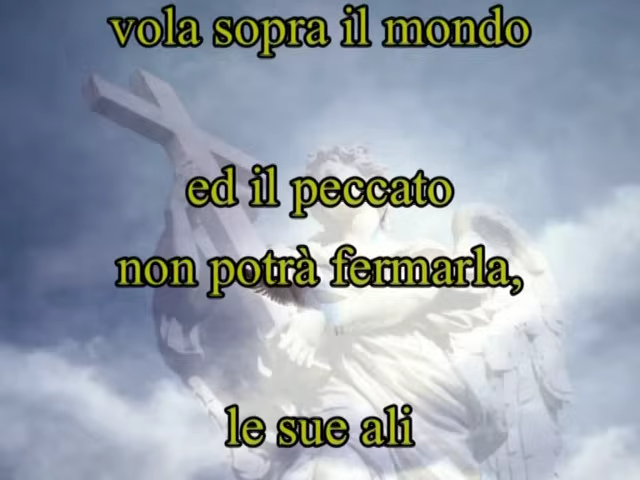 vola sopra il mondo
ed il peccato
non potrà fermarla,
le sue ali